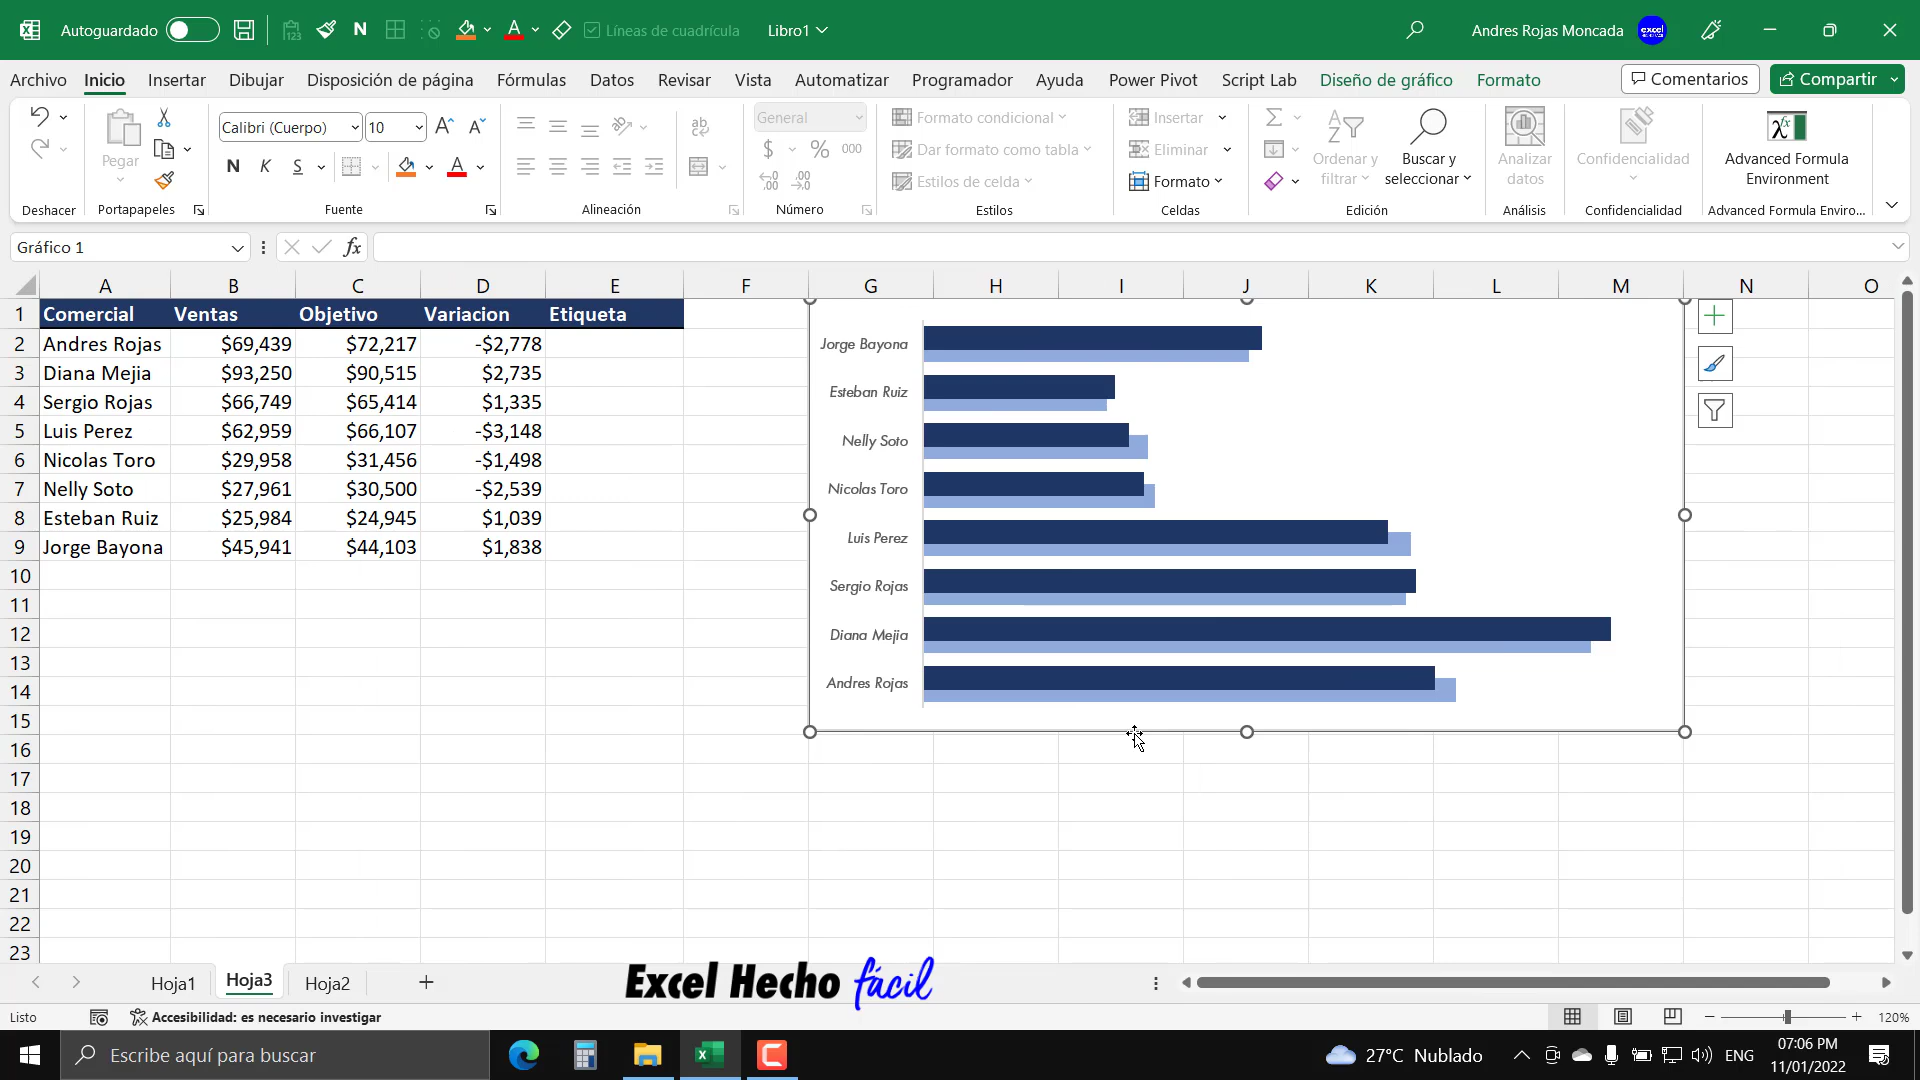 Autoguardado
Líneas de cuadrícula
Libro1
Andres Rojas Moncada
Archivo Inicio Insertar Dibujar Disposición de página Fórmulas Datos Revisar Vista Automatizar Programador Ayuda Power Pivot Script Lab Diseño de gráfico Formato Comentarios Compartir
Pegar
Calibri (Cuerpo) 10
N K S
General
$ % 000
Formato condicional
Dar formato como tabla
Estilos de celda
Insertar
Eliminar
Formato
Ordenar y
filtrar
Buscar y
seleccionar
Analizar
datos
Confidencialidad
Advanced Formula
Environment
Deshacer Portapapeles Fuente Alineación Número Estilos Celdas Edición Análisis Confidencialidad Advanced Formula Enviro...
Gráfico 1 fx
A B C D E F G H I J K L M N O
1 Comercial Ventas Objetivo Variacion Etiqueta
2 Andres Rojas $69,439 $72,217 -$2,778
3 Diana Mejia $93,250 $90,515 $2,735
4 Sergio Rojas $66,749 $65,414 $1,335
5 Luis Perez $62,959 $66,107 -$3,148
6 Nicolas Toro $29,958 $31,456 -$1,498
7 Nelly Soto $27,961 $30,500 -$2,539
8 Esteban Ruiz $25,984 $24,945 $1,039
9 Jorge Bayona $45,941 $44,103 $1,838
10
11
12
13
14
15
16
17
18
19
20
21
22
23
Jorge Bayona
Esteban Ruiz
Nelly Soto
Nicolas Toro
Luis Perez
Sergio Rojas
Diana Mejia
Andres Rojas
Hoja1 Hoja3 Hoja2
Excel Hecho fácil
Listo Accesibilidad: es necesario investigar 120%
Escribe aquí para buscar
27°C Nublado
ENG
07:06 PM
11/01/2022